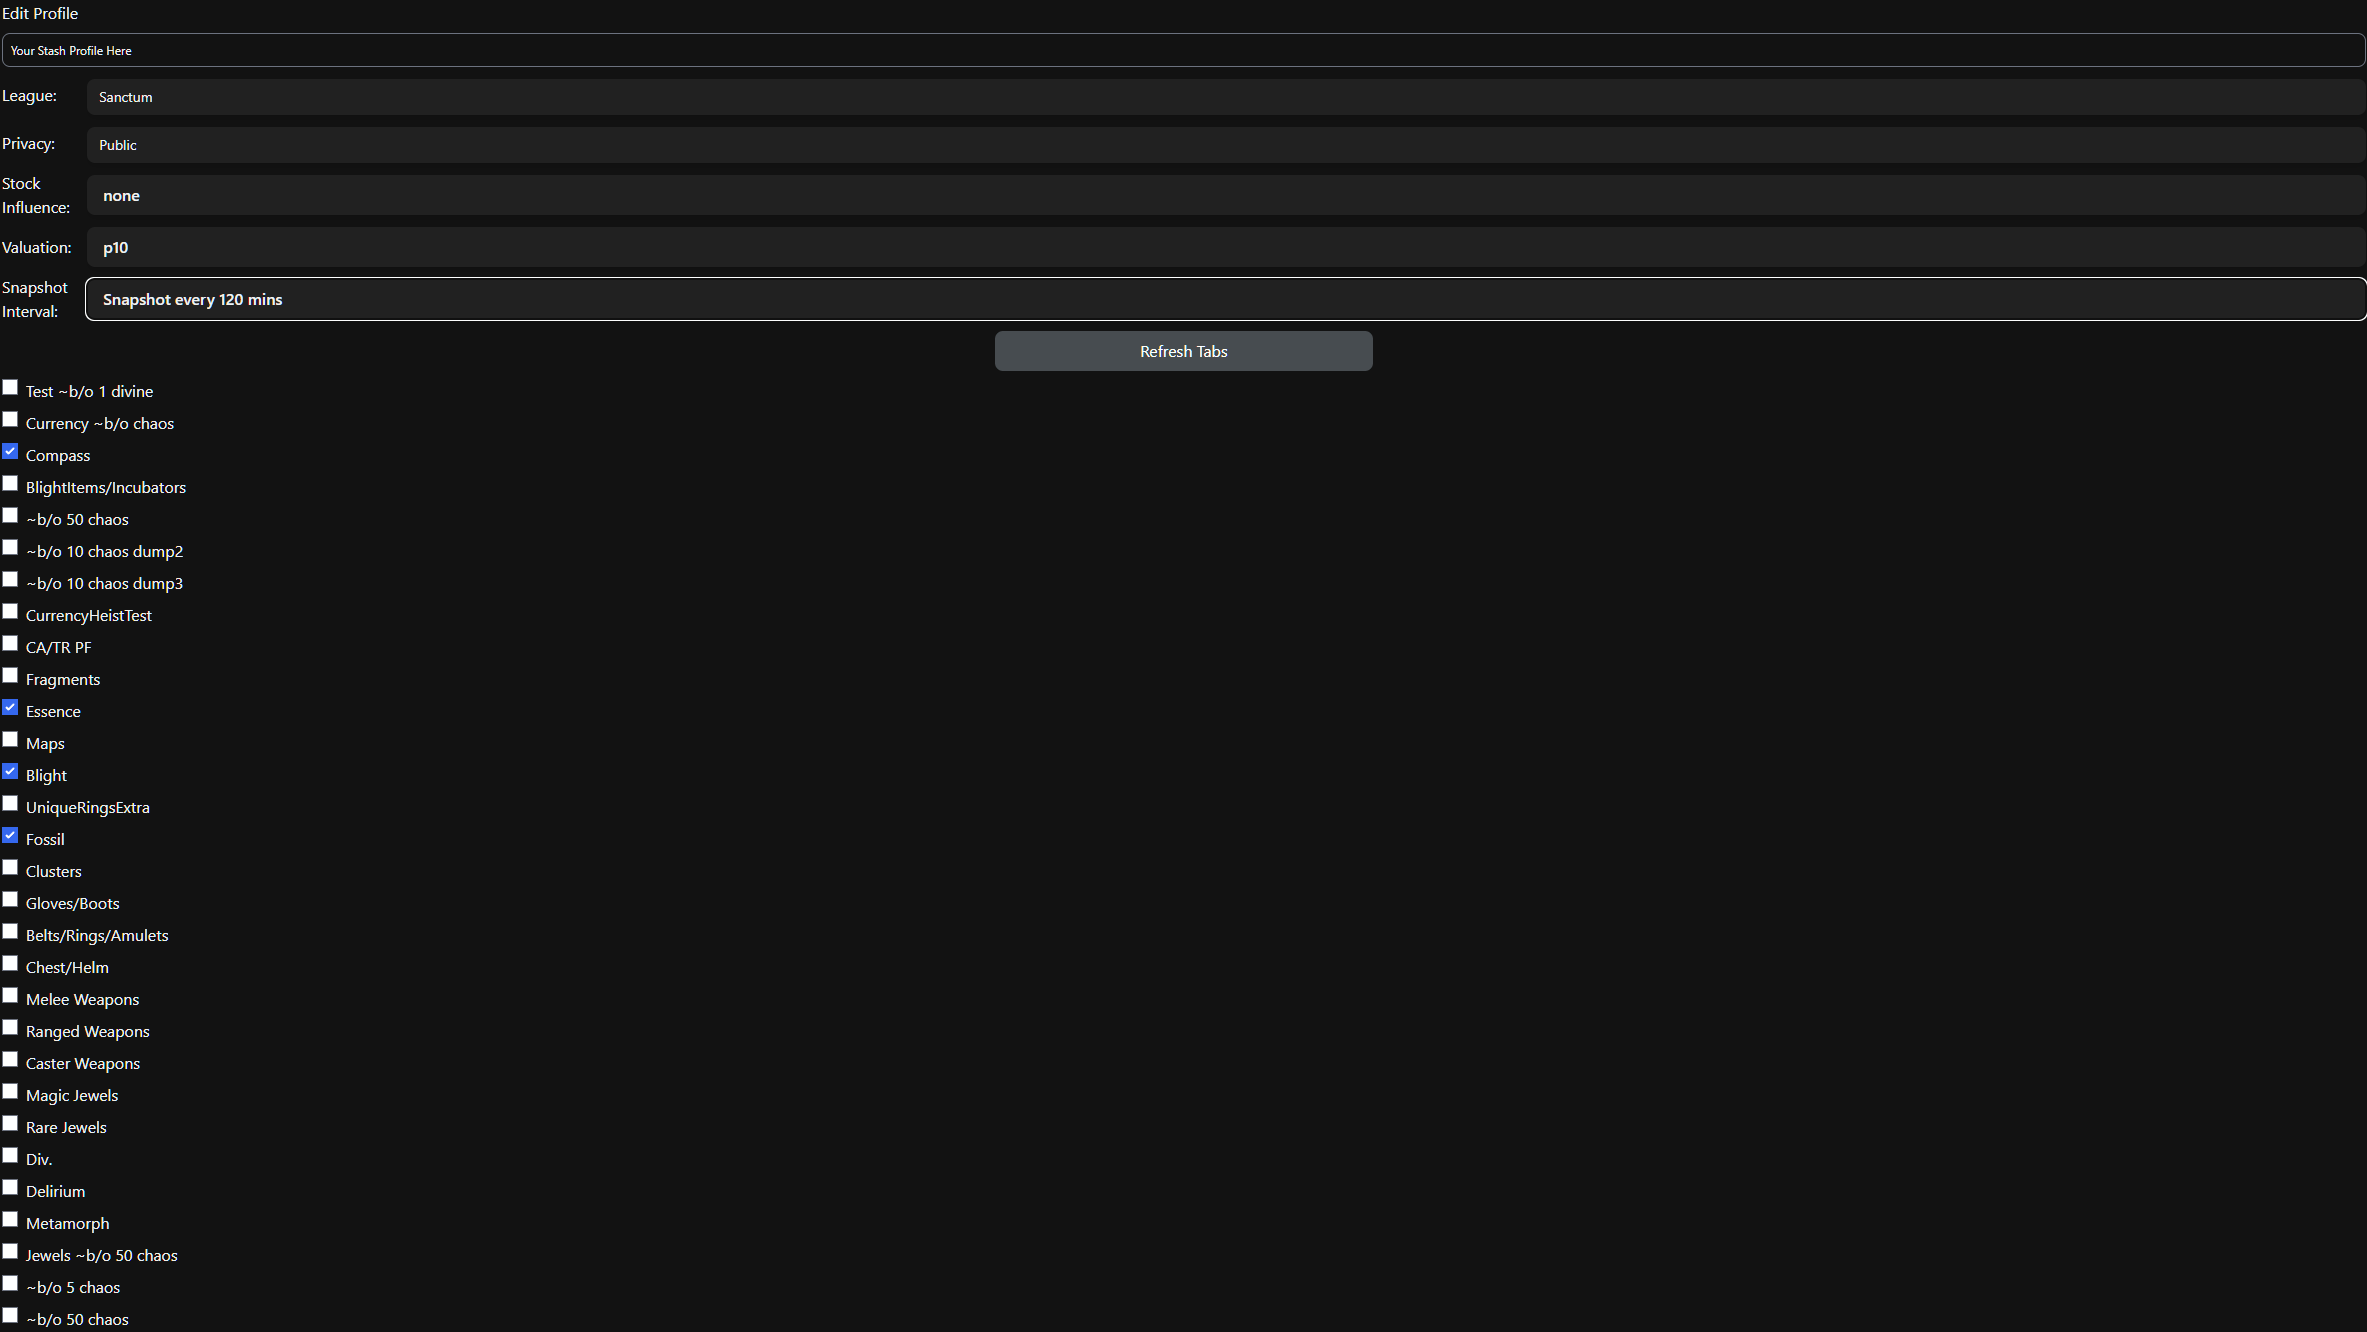 Edit Profile
Your Stash Profile Here
League:
Sanctum
Privacy:
Public
Stock
Influence:
none
Valuation:
p10
Snapshot
Interval:
Snapshot every 120 mins
Refresh Tabs
Test ~b/o 1 divine
Currency ~b/o chaos
Compass
BlightItems/Incubators
~b/o 50 chaos
~b/o 10 chaos dump2
~b/o 10 chaos dump3
CurrencyHeistTest
CA/TR PF
Fragments
Essence
Maps
Blight
UniqueRingsExtra
Fossil
Clusters
Gloves/Boots
Belts/Rings/Amulets
Chest/Helm
Melee Weapons
Ranged Weapons
Caster Weapons
Magic Jewels
Rare Jewels
Div.
Delirium
Metamorph
Jewels ~b/o 50 chaos
~b/o 5 chaos
~b/o 50 chaos